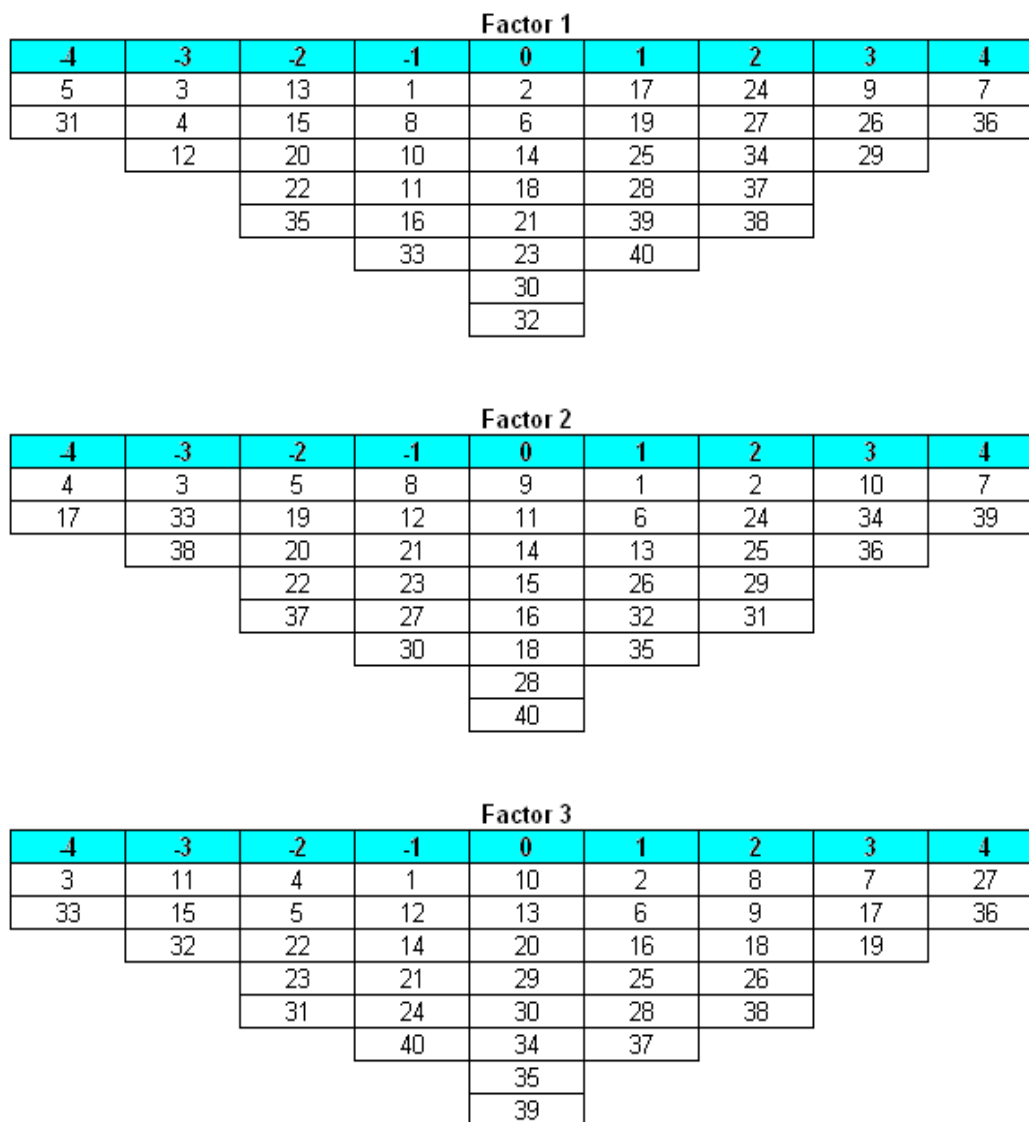 Factor 1
-4 -3 -2 -1 0 1 2 3 4
5 3 13 1 2 17 24 9 7
31 4 15 8 6 19 27 26 36
12 20 10 14 25 34 29
22 11 18 28 37
35 16 21 39 38
33 23 40
30
32
Factor 2
-4 -3 -2 -1 0 1 2 3 4
4 3 5 8 9 1 2 10 7
17 33 19 12 11 6 24 34 39
38 20 21 14 13 25 36
22 23 15 26 29
37 27 16 32 31
30 18 35
28
40
Factor 3
-4 -3 -2 -1 0 1 2 3 4
3 11 4 1 10 2 8 7 27
33 15 5 12 13 6 9 17 36
32 22 14 20 16 18 19
23 21 29 25 26
31 24 30 28 38
40 34 37
35
39